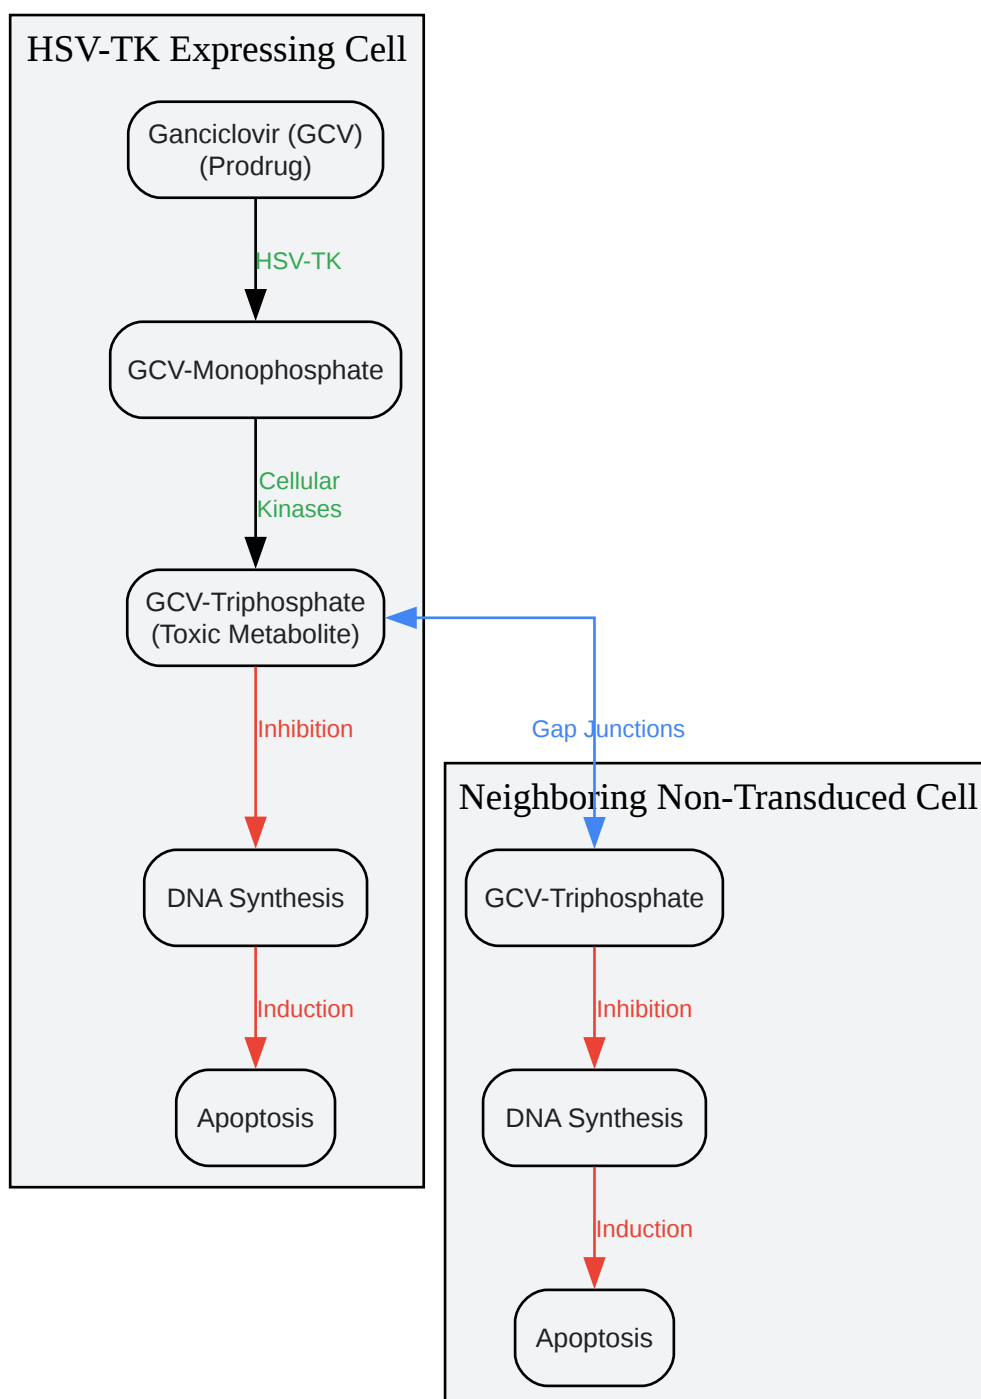 HSV-TK Expressing Cell
Ganciclovir (GCV)
(Prodrug)
HSV-TK
GCV-Monophosphate
Cellular
Kinases
GCV-Triphosphate
(Toxic Metabolite)
Inhibition
DNA Synthesis
Induction
Apoptosis
Gap Junctions
Neighboring Non-Transduced Cell
GCV-Triphosphate
Inhibition
DNA Synthesis
Induction
Apoptosis